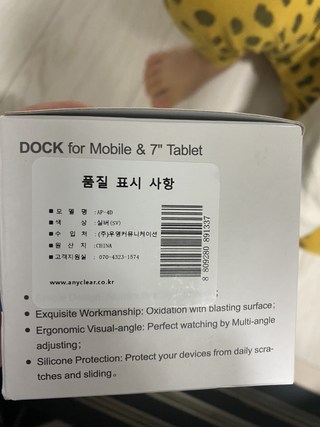 DOCK for Mobile & 7" Tablet
품질 표시 사항
■ 모 델 명 :AP-4D
■ 색 상 :실버(SV)
■ 수 입 처 :(주)우영커뮤니케이션
■ 원 산 지 :CHINA
■ 고객지원실 : 070-4323-1574
8 809280 891337
www.anyclear.co.kr
● Exquisite Workmanship: Oxidation with blasting surface;
● Ergonomic Visual-angle: Perfect watching by Multi-angle
adjusting;
● Silicone Protection: Protect your devices from daily scra-
tches and sliding。